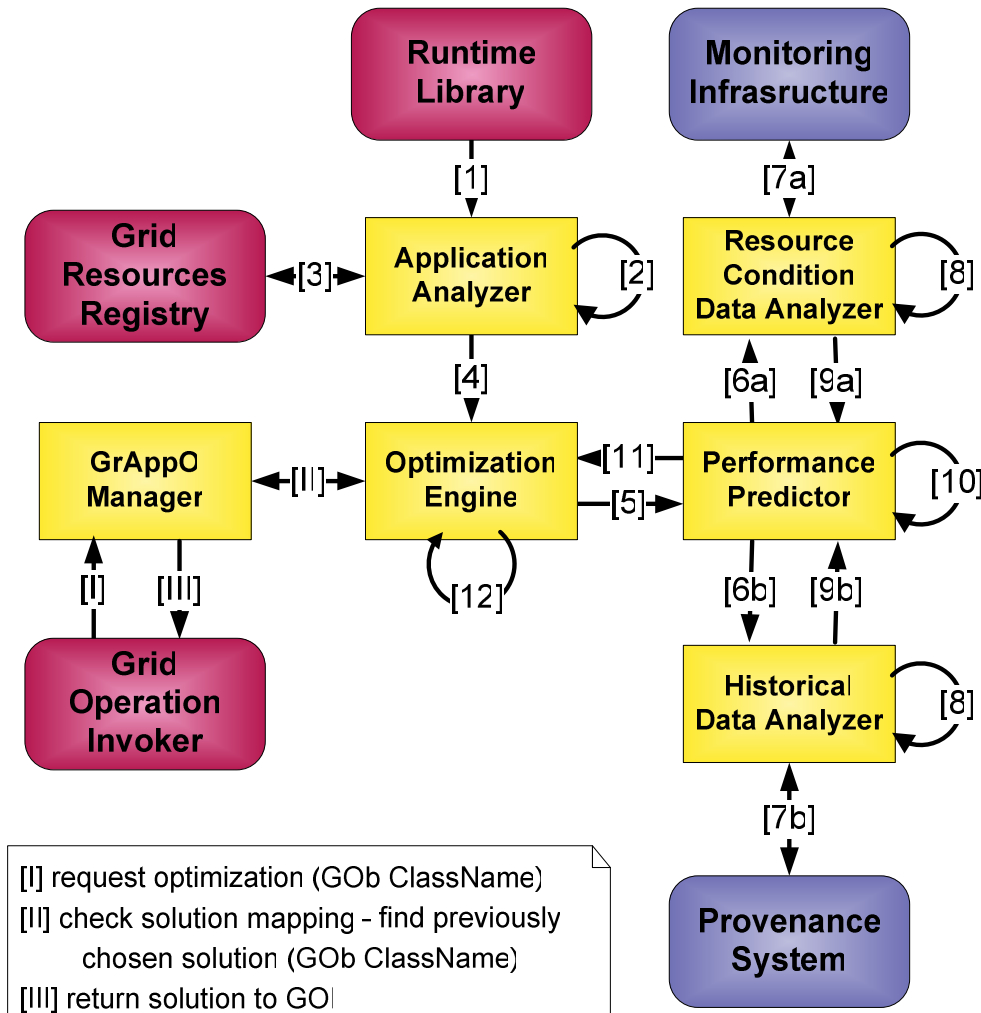 Runtime
Library
Monitoring
Infrasructure
[1]
[7a]
Grid
Resources
Registry
[3]
Application
Analyzer
[2]
Resource
Condition
Data Analyzer
[8]
[4]
[6a]
[9a]
GrAppO
Manager
[II]
Optimization
Engine
[11]
[5]
Performance
Predictor
[10]
[I]
[III]
[12]
[6b]
[9b]
Grid
Operation
Invoker
Historical
Data Analyzer
[8]
[7b]
[I] request optimization (GOb ClassName)
[II] check solution mapping - find previously
chosen solution (GOb ClassName)
[III] return solution to GOI
Provenance
System